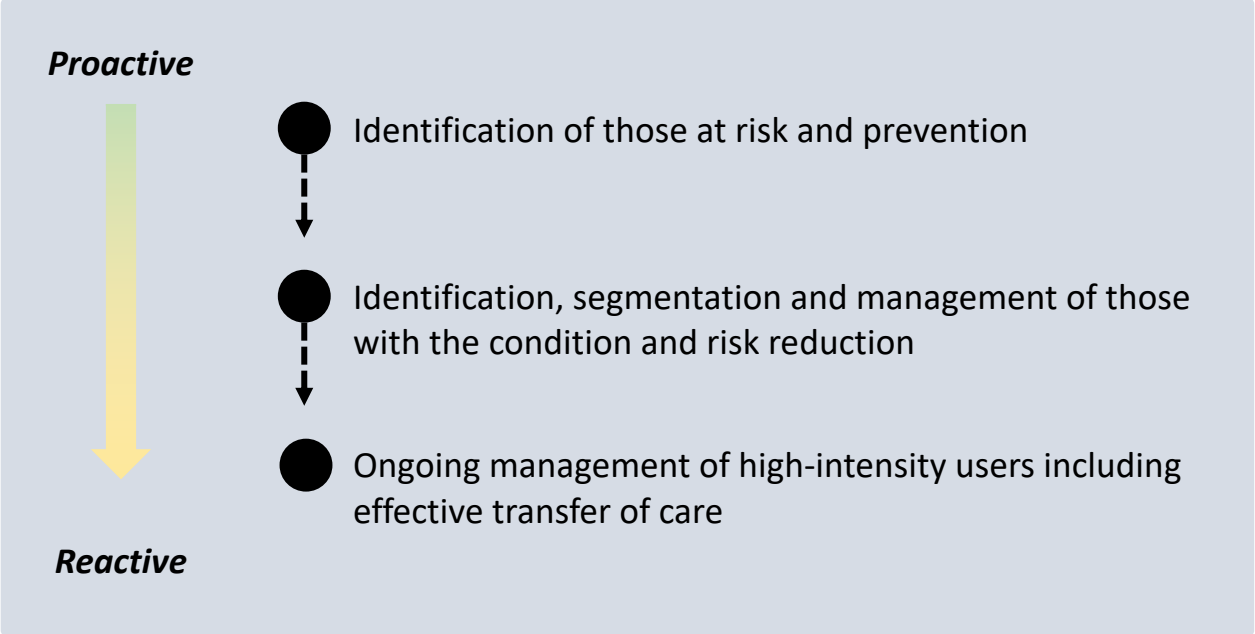 Proactive
Identification of those at risk and prevention
Identification, segmentation and management of those
with the condition and risk reduction
Ongoing management of high-intensity users including
effective transfer of care
Reactive